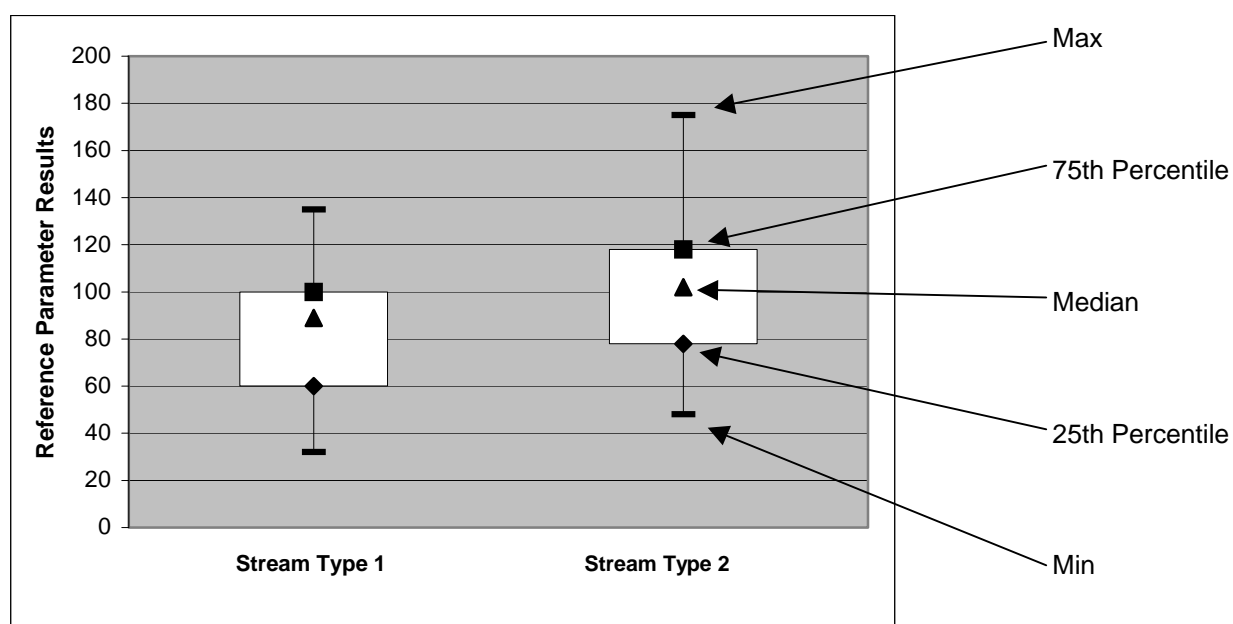 Reference Parameter Results
200
180
160
140
120
100
80
60
40
20
0
Stream Type 1
Stream Type 2
Max
75th Percentile
Median
25th Percentile
Min